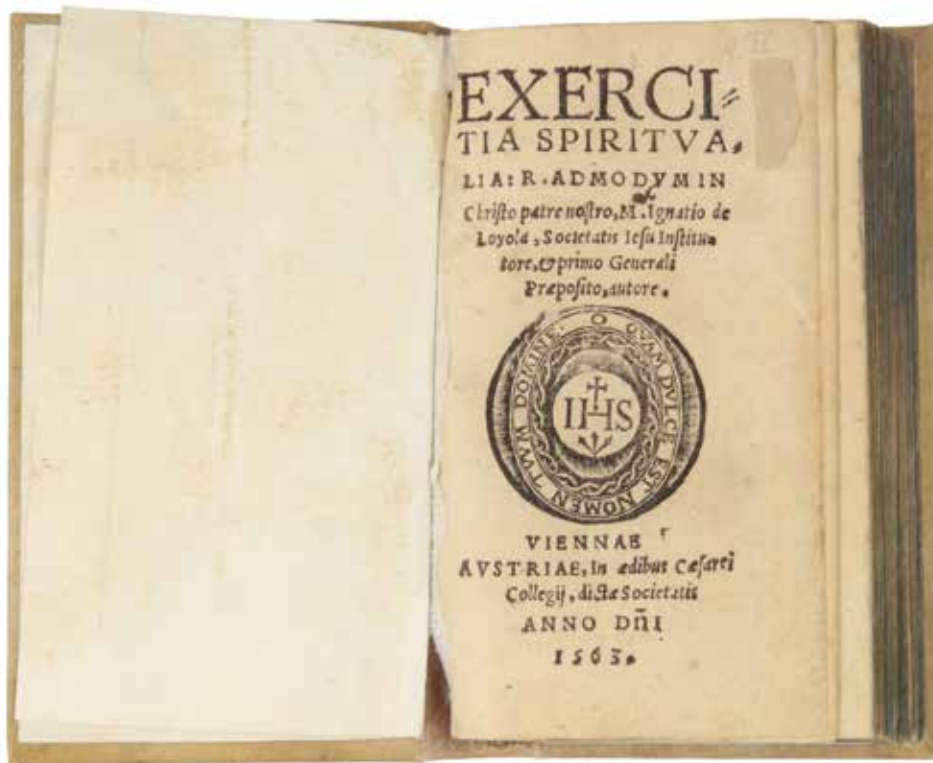 EXERCI=
TIA SPIRITVA,
LIA: R. ADMODVM IN
Chriſto patre noſtro, M. Ignatio de
Loyola, Societatis Ieſu Inſtitu-
tore, & primo Generali
Præpoſito, autore.
O QVAM DVLCE EST NOMEN TVVM DOMINE.
IHS
VIENNAE
AVSTRIAE, In ædibus Cæſarei
Collegij, dictæ Societatis
ANNO DñI
1563.